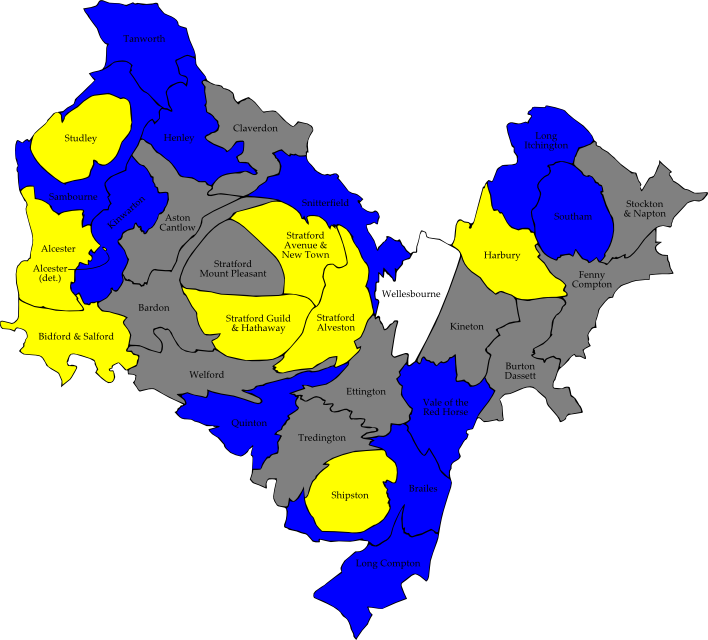 Tanworth
Long
Itchington
Claverdon
Studley
Henley
Sambourne
Kinwarton
Aston
Cantlow
Snitterfield
Stockton
& Napton
Southam
Stratford
Avenue &
New Town
Alcester
Alcester
(det.)
Stratford
Mount Pleasant
Harbury
Fenny
Compton
Wellesbourne
Bardon
Stratford Guild
& Hathaway
Stratford
Alveston
Kineton
Bidford & Salford
Welford
Burton
Dassett
Ettington
Vale of the
Red Horse
Quinton
Tredington
Brailes
Shipston
Long Compton